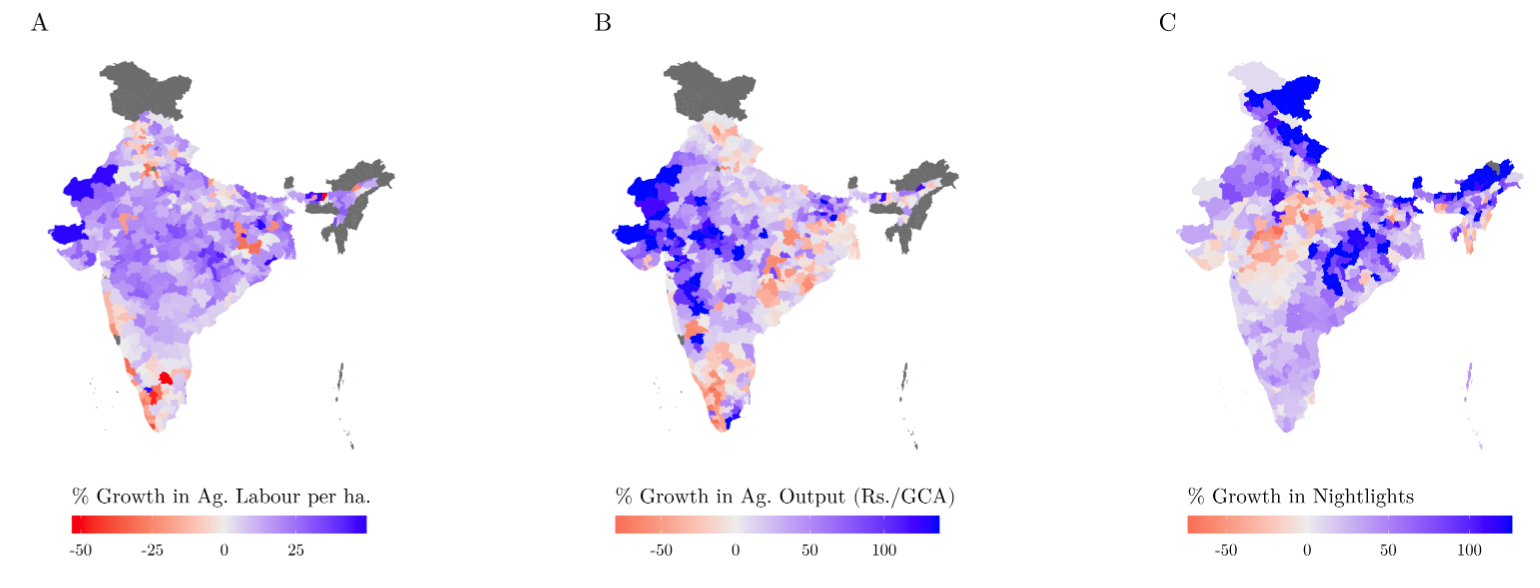 A
B
C
% Growth in Ag. Labour per ha.
-50 -25 0 25
% Growth in Ag. Output (Rs./GCA)
-50 0 50 100
% Growth in Nightlights
-50 0 50 100